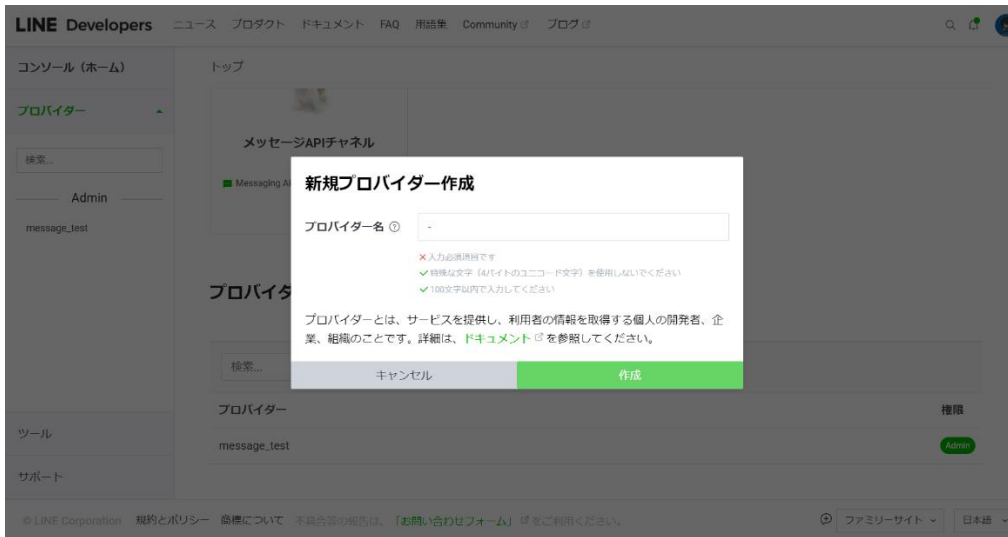 LINE Developers ニュース プロダクト ドキュメント FAQ 用語集 Community ブログ
コンソール（ホーム）
トップ
プロバイダー
検索...
Admin
message_test
メッセージAPIチャネル
Messaging A
新規プロバイダー作成
プロバイダー名
-
入力必須項目です
特殊な文字（4バイトのユニコード文字）を使用しないでください
100文字以内で入力してください
プロバイダーとは、サービスを提供し、利用者の情報を取得する個人の開発者、企
業、組織のことです。詳細は、ドキュメントを参照してください。
キャンセル 作成
プロバイ
検索...
プロバイダー 権限
message_test Admin
ツール
サポート
© LINE Corporation 規約とポリシー 商標について 不具合等の報告は、「お問い合わせフォーム」をご利用ください。 ファミリーサイト 日本語